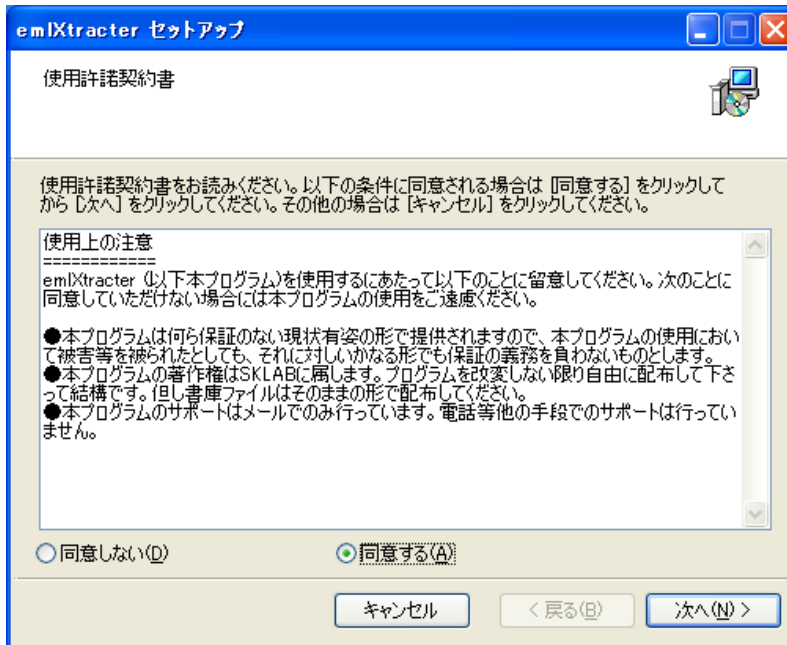 emlXtracter セットアップ
使用許諾契約書
使用許諾契約書をお読みください。以下の条件に同意される場合は [同意する] をクリックして
から [次へ] をクリックしてください。その他の場合は [キャンセル] をクリックしてください。
使用上の注意
============
emlXtracter (以下本プログラム)を使用するにあたって以下のことに留意してください。次のことに
同意していただけない場合には本プログラムの使用をご遠慮ください。
●本プログラムは何ら保証のない現状有姿の形で提供されますので、本プログラムの使用におい
て被害等を被られたとしても、それに対しいかなる形でも保証の義務を負わないものとします。
●本プログラムの著作権はSKLABに属します。プログラムを改変しない限り自由に配布して下さ
って結構です。但し書庫ファイルはそのままの形で配布してください。
●本プログラムのサポートはメールでのみ行っています。電話等他の手段でのサポートは行ってい
ません。
同意しない(D)
同意する(A)
キャンセル
< 戻る(B)
次へ(N) >